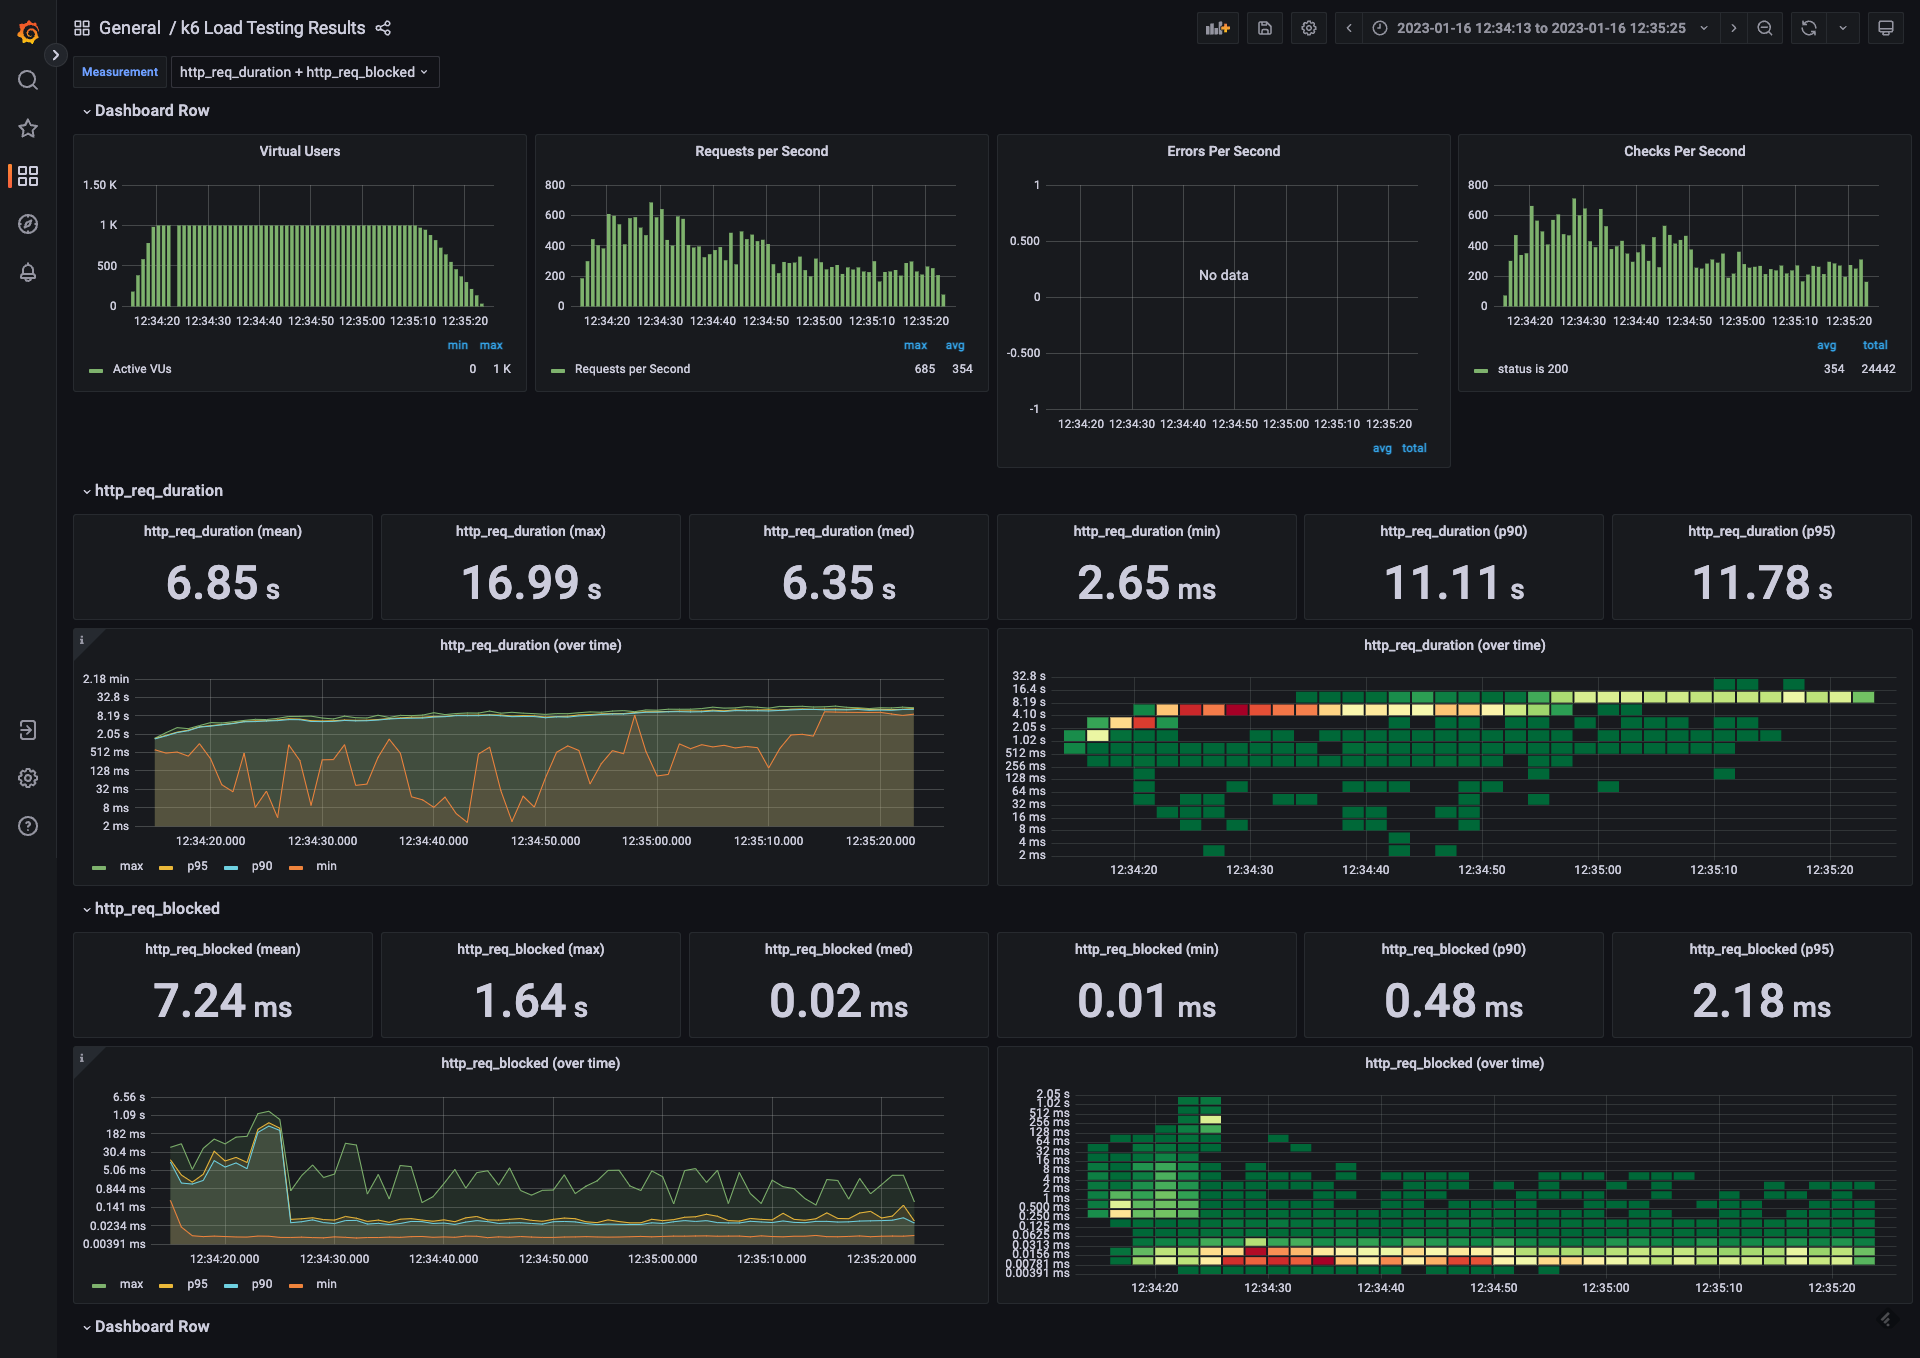 General / k6 Load Testing Results
2023-01-16 12:34:13 to 2023-01-16 12:35:25
Measurement http_req_duration + http_req_blocked
Dashboard Row
Virtual Users
1.50 K
1 K
500
0
12:34:20 12:34:30 12:34:40 12:34:50 12:35:00 12:35:10 12:35:20
min max
Active VUs 0 1 K
Requests per Second
800
600
400
200
0
12:34:20 12:34:30 12:34:40 12:34:50 12:35:00 12:35:10 12:35:20
max avg
Requests per Second 685 354
Errors Per Second
1
0.500
0
-0.500
-1
No data
12:34:20 12:34:30 12:34:40 12:34:50 12:35:00 12:35:10 12:35:20
avg total
Checks Per Second
800
600
400
200
0
12:34:20 12:34:30 12:34:40 12:34:50 12:35:00 12:35:10 12:35:20
avg total
status is 200 354 24442
http_req_duration
http_req_duration (mean)
6.85 s
http_req_duration (max)
16.99 s
http_req_duration (med)
6.35 s
http_req_duration (min)
2.65 ms
http_req_duration (p90)
11.11 s
http_req_duration (p95)
11.78 s
i
http_req_duration (over time)
2.18 min
32.8 s
8.19 s
2.05 s
512 ms
128 ms
32 ms
8 ms
2 ms
12:34:20.000 12:34:30.000 12:34:40.000 12:34:50.000 12:35:00.000 12:35:10.000 12:35:20.000
max p95 p90 min
http_req_duration (over time)
32.8 s
16.4 s
8.19 s
4.10 s
2.05 s
1.02 s
512 ms
256 ms
128 ms
64 ms
32 ms
16 ms
8 ms
4 ms
2 ms
12:34:20 12:34:30 12:34:40 12:34:50 12:35:00 12:35:10 12:35:20
http_req_blocked
http_req_blocked (mean)
7.24 ms
http_req_blocked (max)
1.64 s
http_req_blocked (med)
0.02 ms
http_req_blocked (min)
0.01 ms
http_req_blocked (p90)
0.48 ms
http_req_blocked (p95)
2.18 ms
i
http_req_blocked (over time)
6.56 s
1.09 s
182 ms
30.4 ms
5.06 ms
0.844 ms
0.141 ms
0.0234 ms
0.00391 ms
12:34:20.000 12:34:30.000 12:34:40.000 12:34:50.000 12:35:00.000 12:35:10.000 12:35:20.000
max p95 p90 min
http_req_blocked (over time)
2.05 s
1.02 s
512 ms
256 ms
128 ms
64 ms
32 ms
16 ms
8 ms
4 ms
2 ms
1 ms
0.500 ms
0.250 ms
0.125 ms
0.0625 ms
0.0313 ms
0.0156 ms
0.00781 ms
0.00391 ms
12:34:20 12:34:30 12:34:40 12:34:50 12:35:00 12:35:10 12:35:20
Dashboard Row